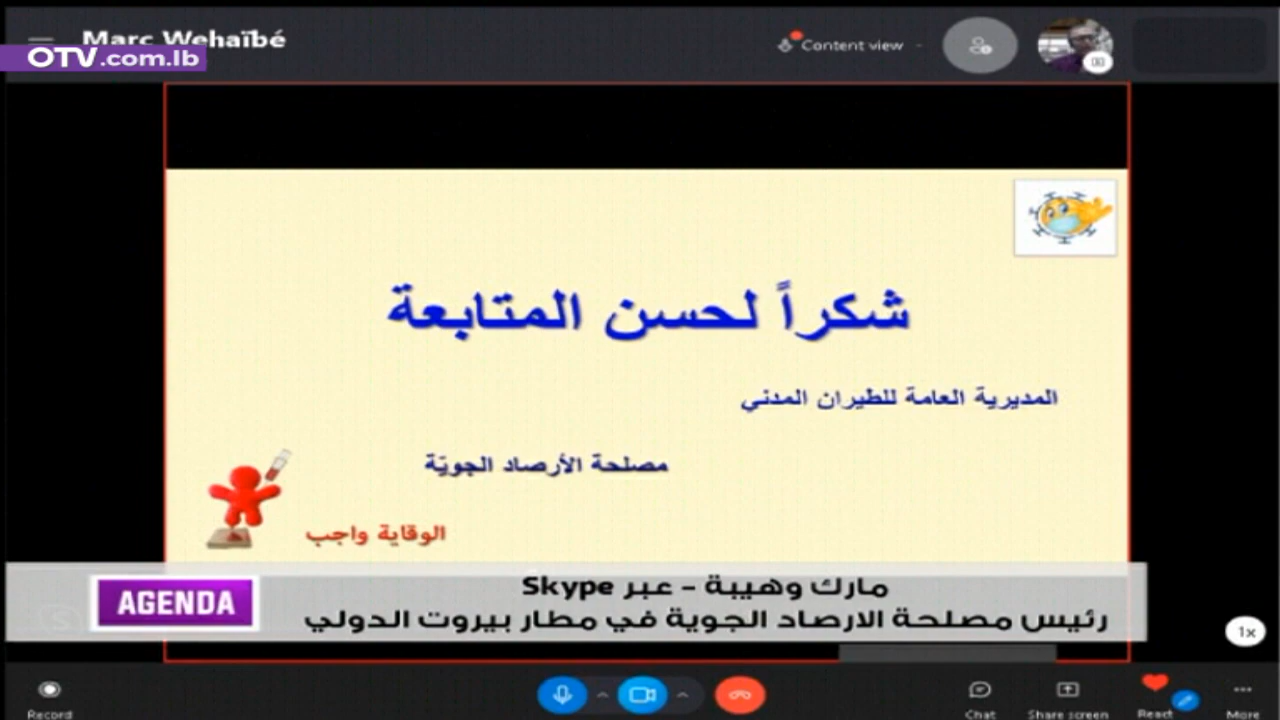 Marc Wehaïbé
OTV.com.lb
Content view
شكراً لحسن المتابعة
المديرية العامة للطيران المدني
مصلحة الأرصاد الجويّة
الوقاية واجب
AGENDA
مارك وهيبة - عبر Skype
رئيس مصلحة الارصاد الجوية في مطار بيروت الدولي
1x
Record
Chat
Share screen
React
More